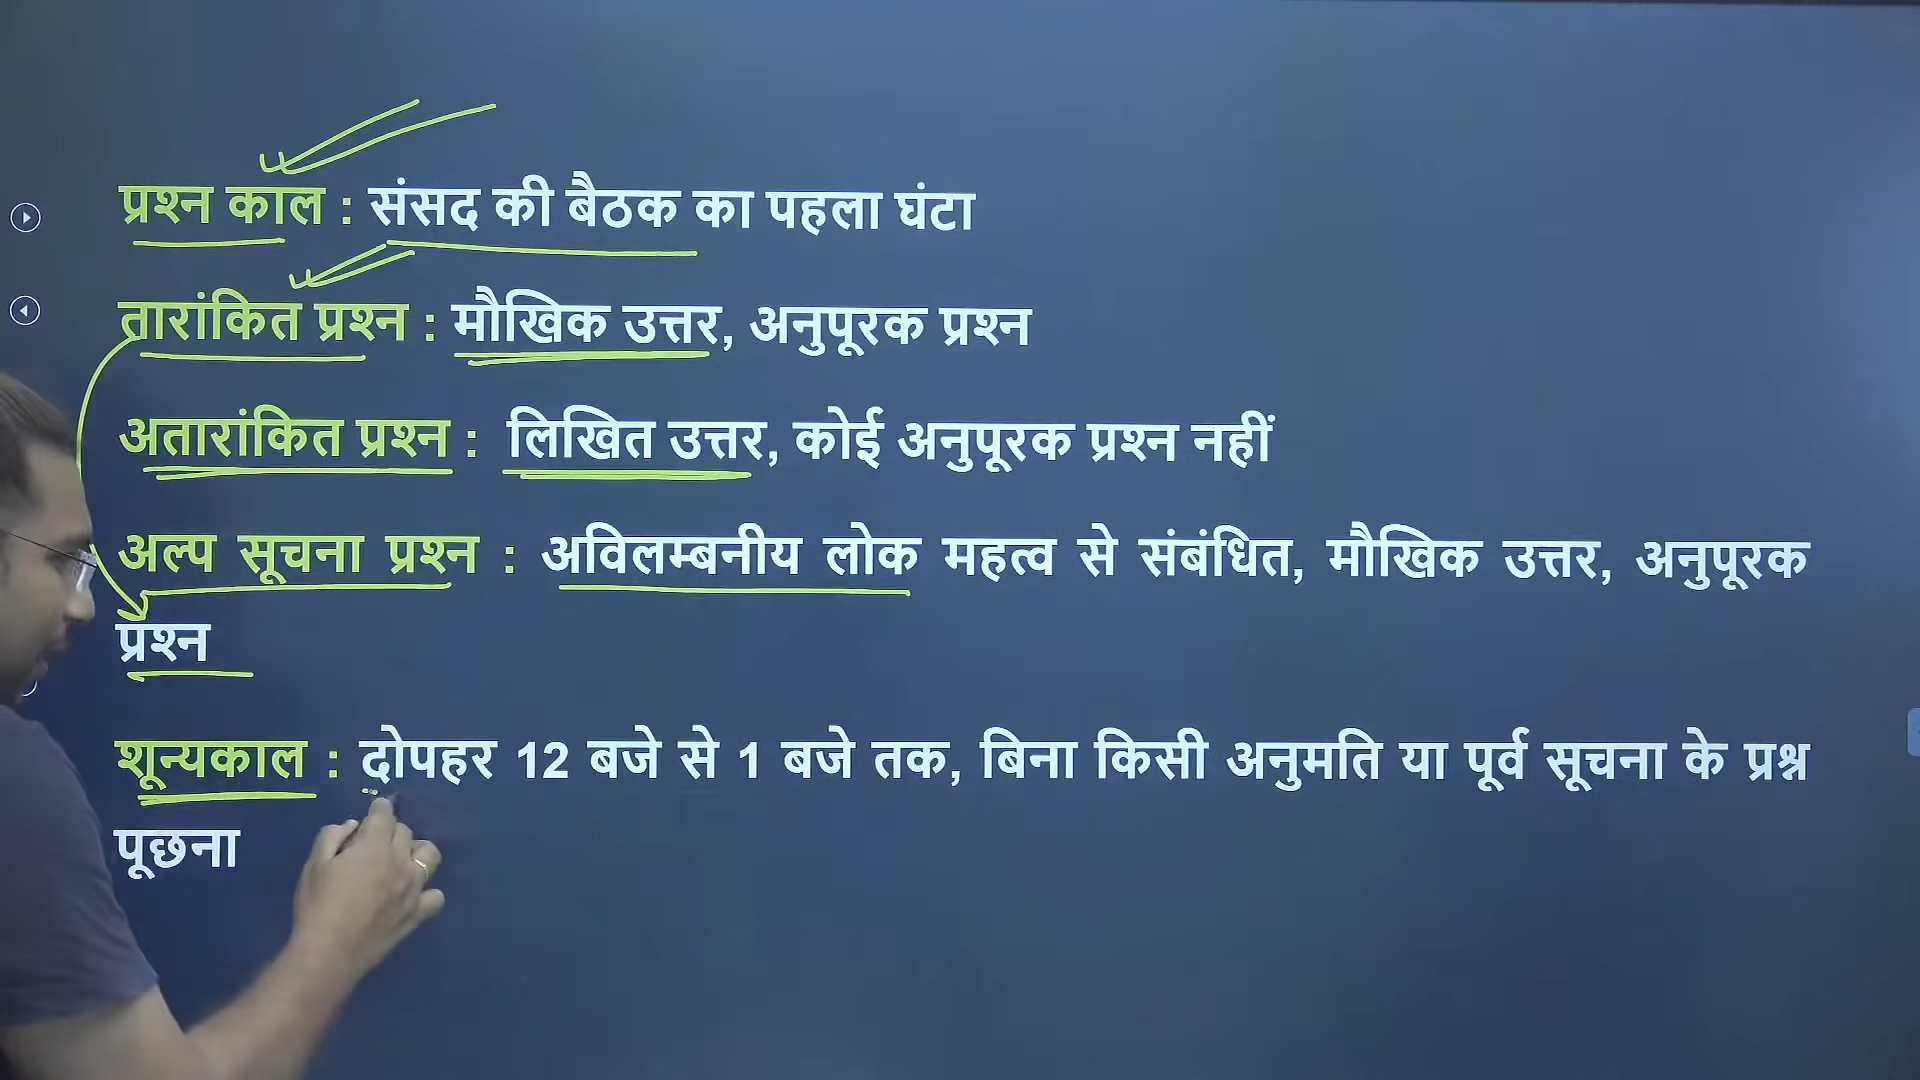 प्रश्न काल : संसद की बैठक का पहला घंटा
तारांकित प्रश्न : मौखिक उत्तर, अनुपूरक प्रश्न
अतारांकित प्रश्न : लिखित उत्तर, कोई अनुपूरक प्रश्न नहीं
अल्प सूचना प्रश्न : अविलम्बनीय लोक महत्व से संबंधित, मौखिक उत्तर, अनुपूरक
प्रश्न
शून्यकाल : दोपहर 12 बजे से 1 बजे तक, बिना किसी अनुमति या पूर्व सूचना के प्रश्न
पूछना